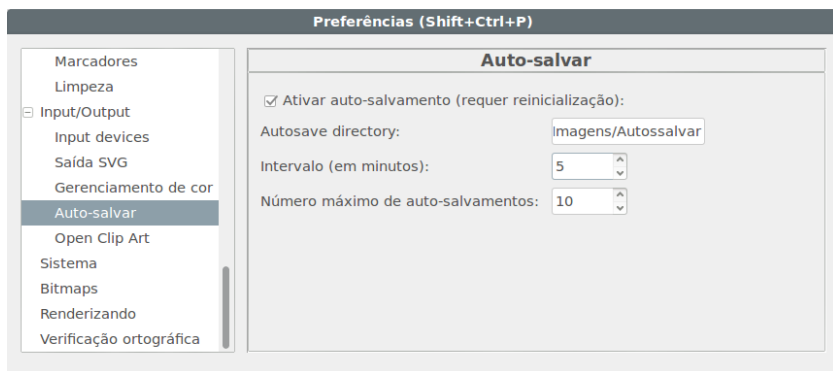 Preferências (Shift+Ctrl+P)
Marcadores
Limpeza
Input/Output
Input devices
Saída SVG
Gerenciamento de cor
Auto-salvar
Open Clip Art
Sistema
Bitmaps
Renderizando
Verificação ortográfica
Auto-salvar
Ativar auto-salvamento (requer reinicialização):
Autosave directory: Imagens/Autossalvar
Intervalo (em minutos): 5
Número máximo de auto-salvamentos: 10